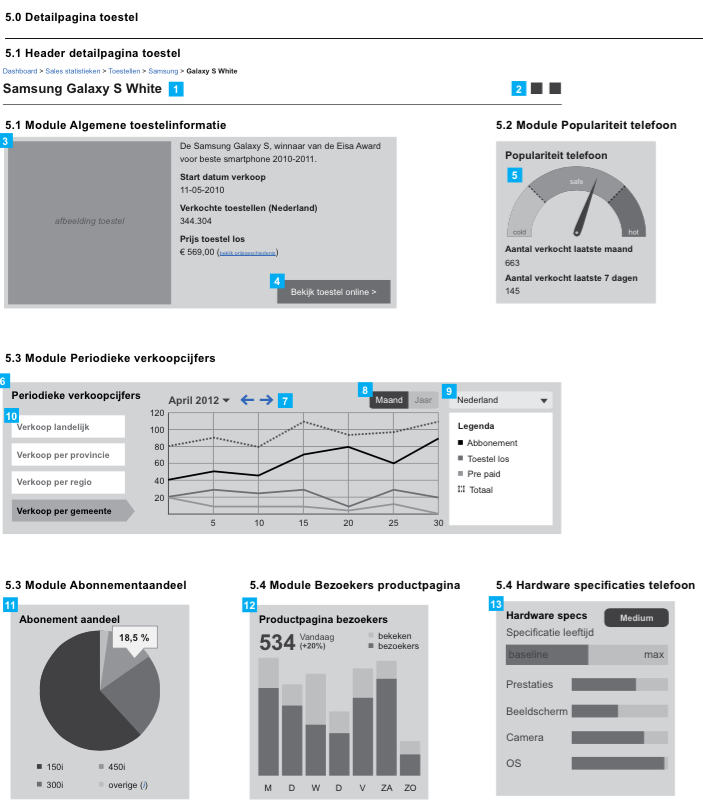 5.0 Detailpagina toestel
5.1 Header detailpagina toestel
Dashboard > Sales statistieken > Toestellen > Samsung > Galaxy S White
Samsung Galaxy S White 1
2
5.1 Module Algemene toestelinformatie
3
afbeelding toestel
De Samsung Galaxy S, winnaar van de Eisa Award
voor beste smartphone 2010-2011.
Start datum verkoop
11-05-2010
Verkochte toestellen (Nederland)
344.304
Prijs toestel los
€ 569,00 (bekijk prijsgeschiedenis)
4
Bekijk toestel online >
5.2 Module Populariteit telefoon
Populariteit telefoon
5
safe
cold
hot
Aantal verkocht laatste maand
663
Aantal verkocht laatste 7 dagen
145
5.3 Module Periodieke verkoopcijfers
6
Periodieke verkoopcijfers
April 2012
7
8
Maand Jaar
9
Nederland
10
Verkoop landelijk
Verkoop per provincie
Verkoop per regio
Verkoop per gemeente
120
100
80
60
40
20
5 10 15 20 25 30
Legenda
Abbonement
Toestel los
Pre paid
Totaal
5.3 Module Abonnementaandeel
11
Abonement aandeel
18,5 %
150i
450i
300i
overige (i)
5.4 Module Bezoekers productpagina
12
Productpagina bezoekers
534 Vandaag
(+20%)
bekeken
bezoekers
M D W D V ZA ZO
5.4 Hardware specificaties telefoon
13
Hardware specs
Medium
Specificatie leeftijd
baseline max
Prestaties
Beeldscherm
Camera
OS